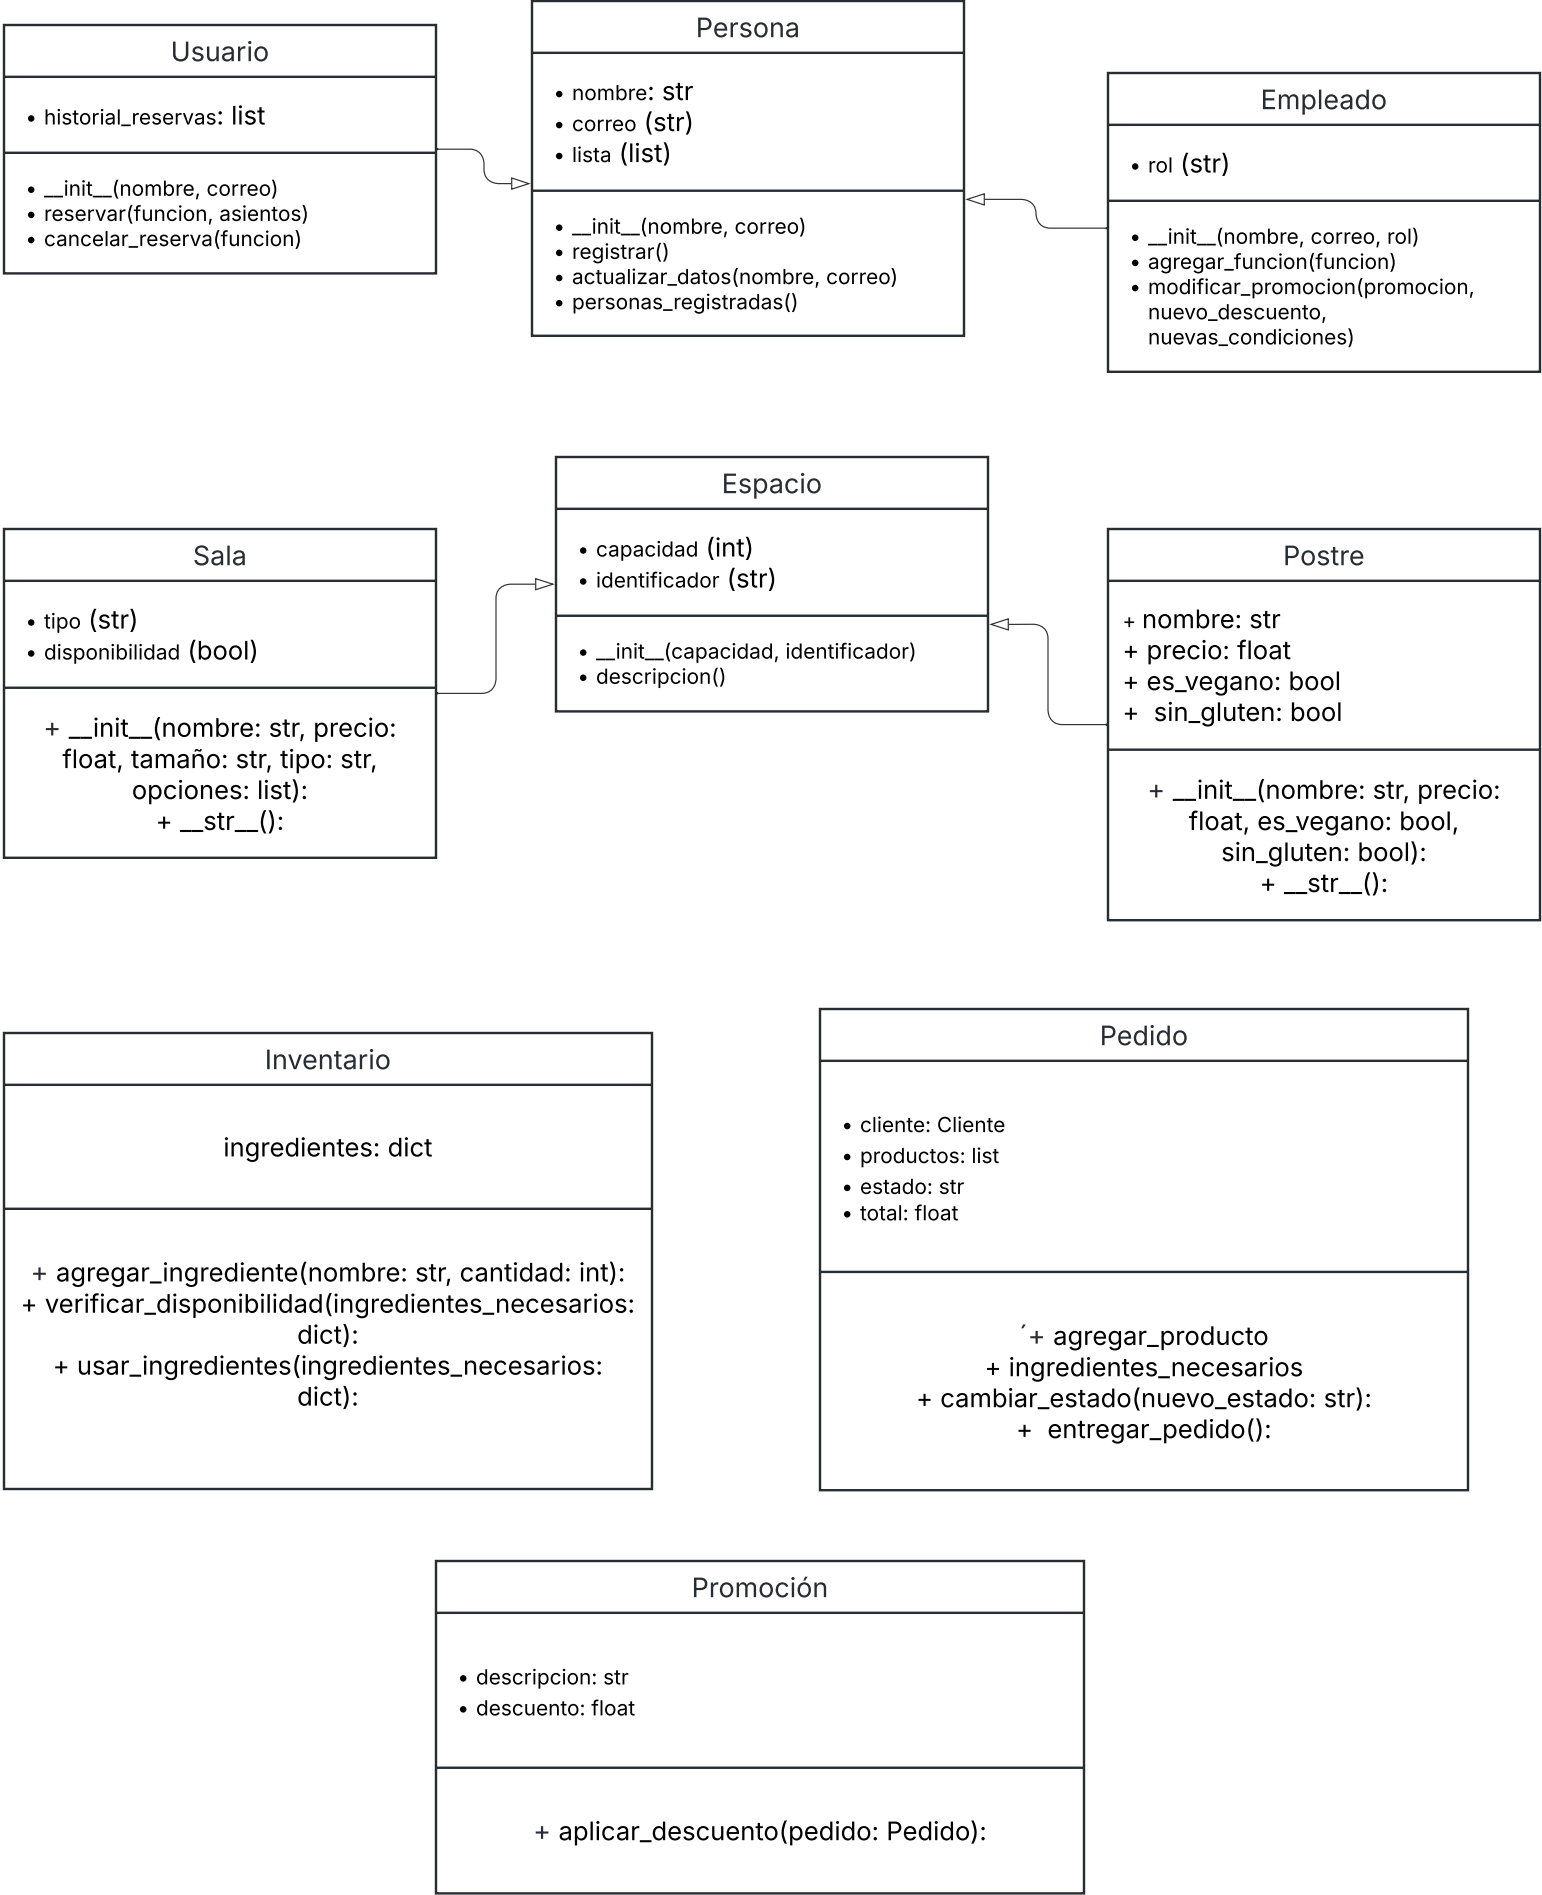 Usuario
• historial_reservas: list
• __init__(nombre, correo)
• reservar(funcion, asientos)
• cancelar_reserva(funcion)
Persona
• nombre: str
• correo (str)
• lista (list)
• __init__(nombre, correo)
• registrar()
• actualizar_datos(nombre, correo)
• personas_registradas()
Empleado
• rol (str)
• __init__(nombre, correo, rol)
• agregar_funcion(funcion)
• modificar_promocion(promocion,
nuevo_descuento,
nuevas_condiciones)
Sala
• tipo (str)
• disponibilidad (bool)
+ __init__(nombre: str, precio:
float, tamaño: str, tipo: str,
opciones: list):
+ __str__():
Espacio
• capacidad (int)
• identificador (str)
• __init__(capacidad, identificador)
• descripcion()
Postre
+ nombre: str
+ precio: float
+ es_vegano: bool
+ sin_gluten: bool
+ __init__(nombre: str, precio:
float, es_vegano: bool,
sin_gluten: bool):
+ __str__():
Inventario
ingredientes: dict
+ agregar_ingrediente(nombre: str, cantidad: int):
+ verificar_disponibilidad(ingredientes_necesarios:
dict):
+ usar_ingredientes(ingredientes_necesarios:
dict):
Pedido
• cliente: Cliente
• productos: list
• estado: str
• total: float
´+ agregar_producto
+ ingredientes_necesarios
+ cambiar_estado(nuevo_estado: str):
+ entregar_pedido():
Promoción
• descripcion: str
• descuento: float
+ aplicar_descuento(pedido: Pedido):